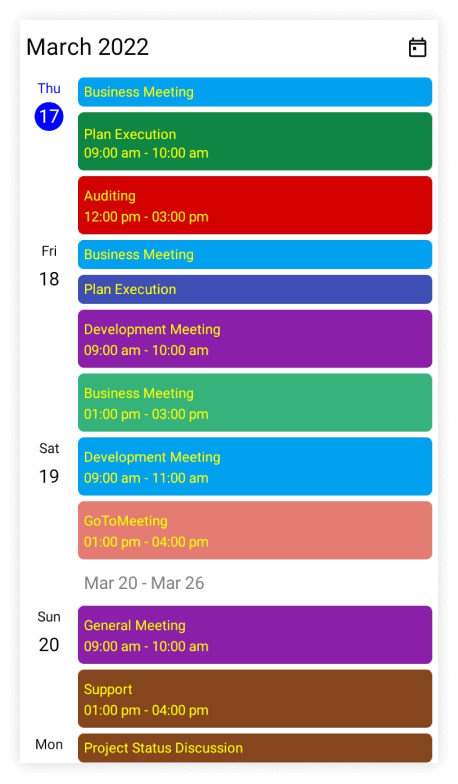 March 2022
Thu
17
Business Meeting
Plan Execution
09:00 am - 10:00 am
Auditing
12:00 pm - 03:00 pm
Fri
18
Business Meeting
Plan Execution
Development Meeting
09:00 am - 10:00 am
Business Meeting
01:00 pm - 03:00 pm
Sat
19
Development Meeting
09:00 am - 11:00 am
GoToMeeting
01:00 pm - 04:00 pm
Mar 20 - Mar 26
Sun
20
General Meeting
09:00 am - 10:00 am
Support
01:00 pm - 04:00 pm
Mon
Project Status Discussion